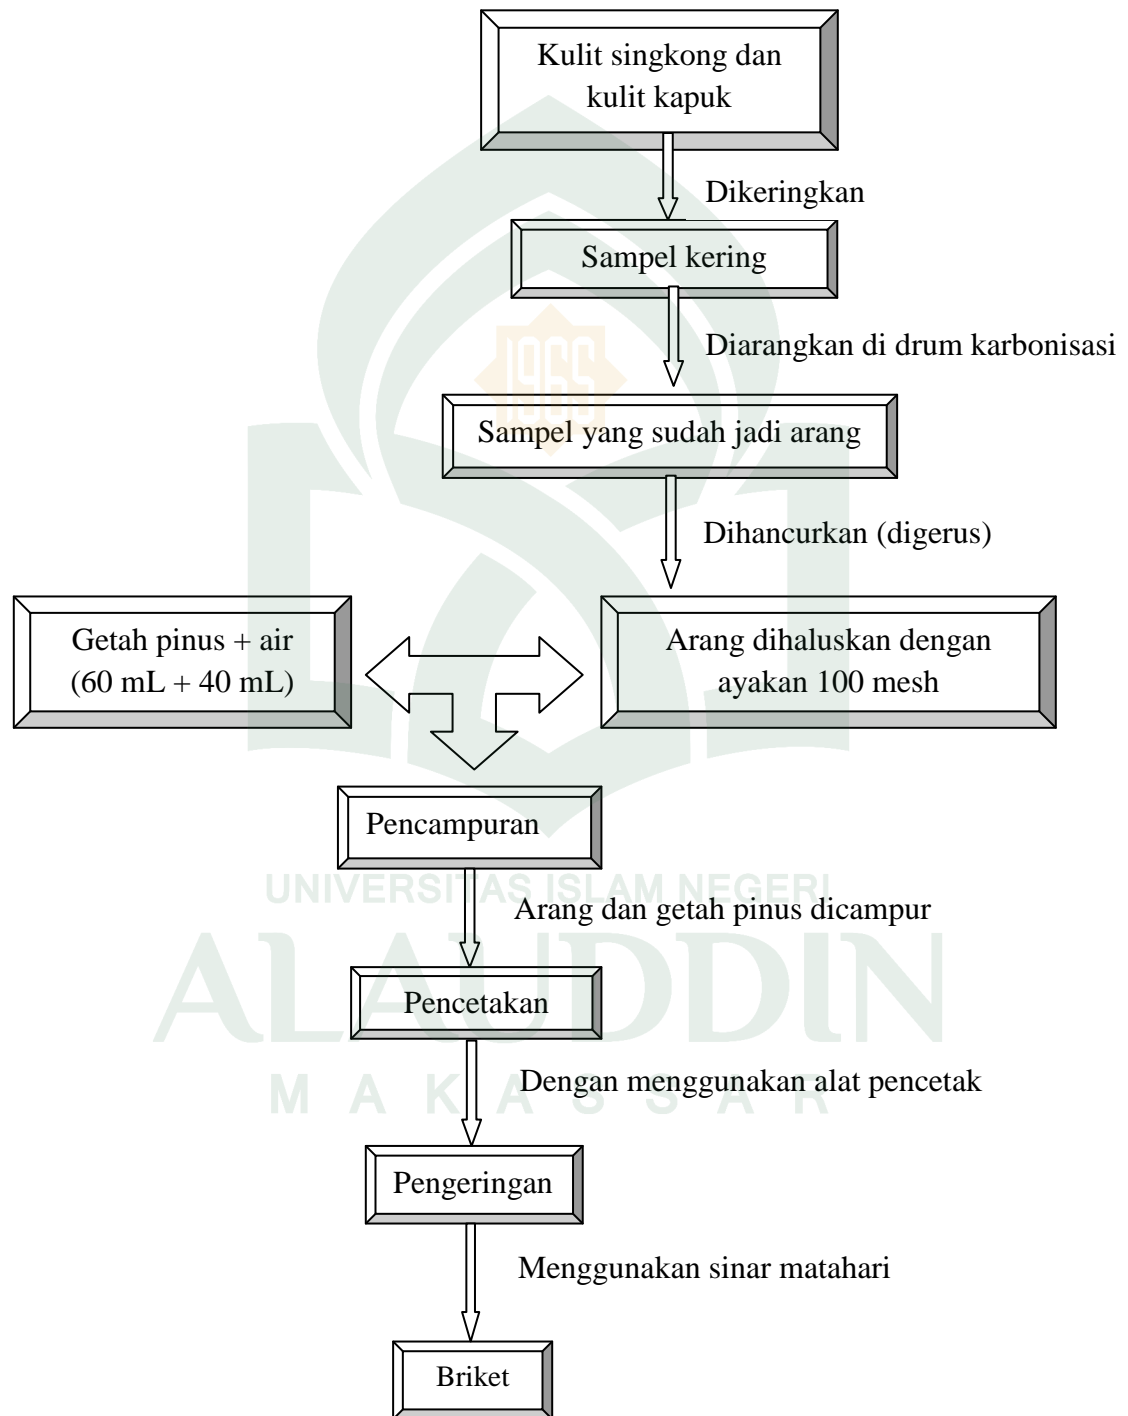 Kulit singkong dan
kulit kapuk
Dikeringkan
Sampel kering
Diarangkan di drum karbonisasi
1965
Sampel yang sudah jadi arang
Dihancurkan (digerus)
Getah pinus + air
(60 mL + 40 mL)
Arang dihaluskan dengan
ayakan 100 mesh
Pencampuran
UNIVERSITAS ISLAM NEGERI
Arang dan getah pinus dicampur
ALAUDDIN
Pencetakan
Dengan menggunakan alat pencetak
MAKASSAR
Pengeringan
Menggunakan sinar matahari
Briket